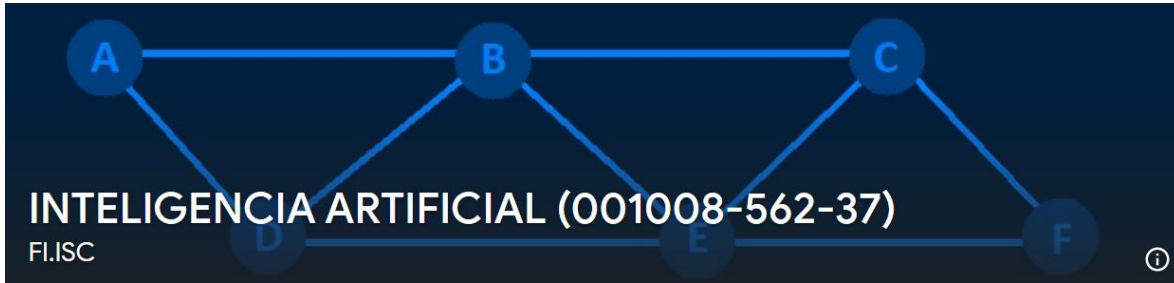 A B C
INTELIGENCIA ARTIFICIAL (001008-562-37)
D E F
FI.ISC